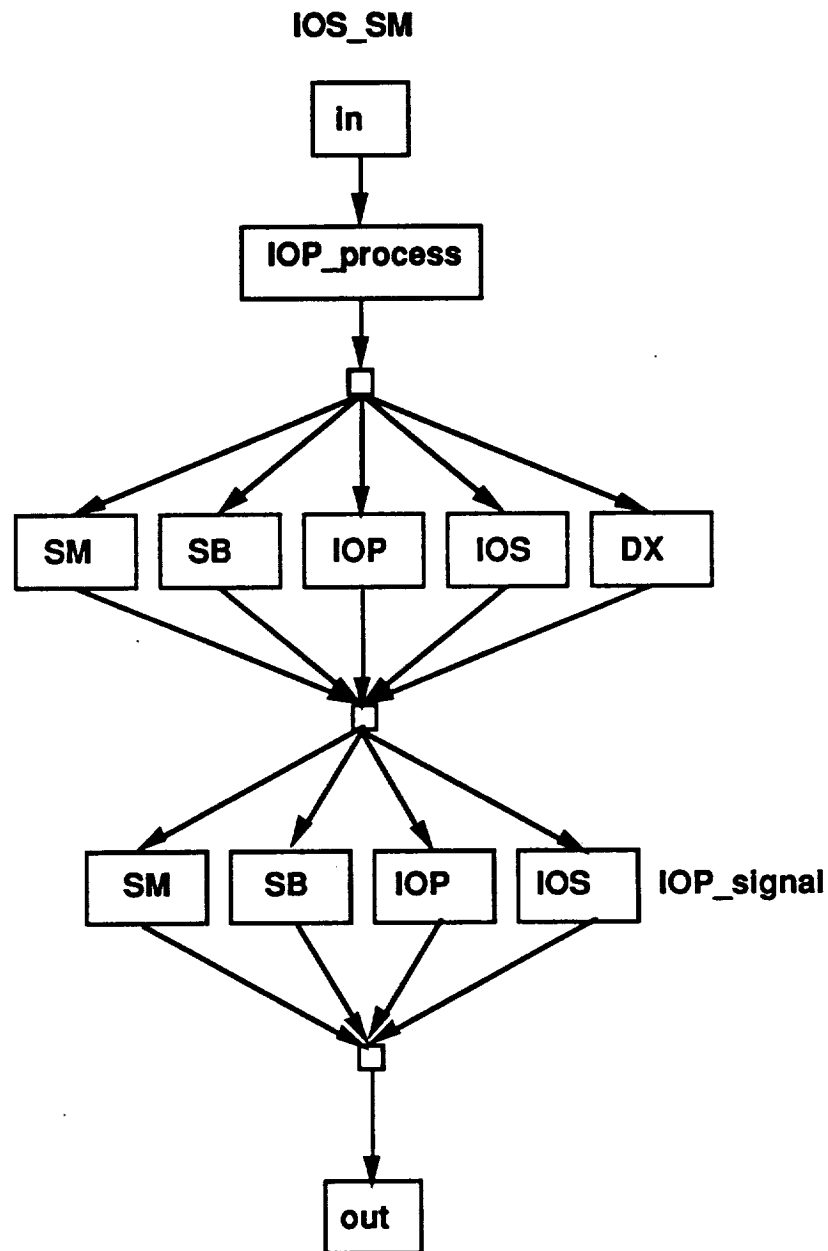 IOS_SM
in
IOP_process
SM SB IOP IOS DX
SM SB IOP IOS IOP_signal
out